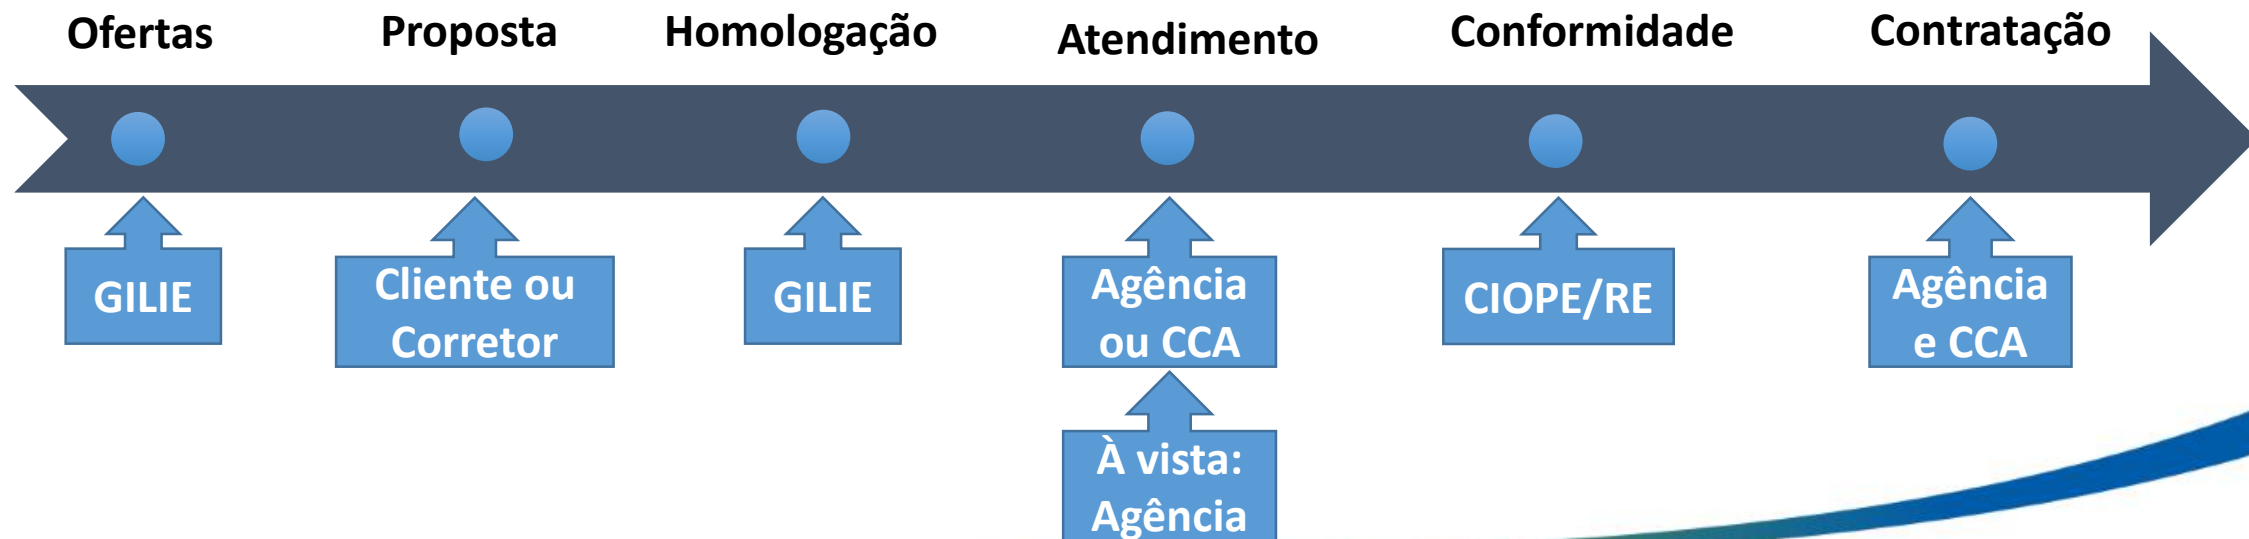 Ofertas
Proposta
Homologação
Atendimento
Conformidade
Contratação
GILIE
Cliente ou
Corretor
GILIE
Agência
ou CCA
CIOPE/RE
Agência
e CCA
À vista:
Agência